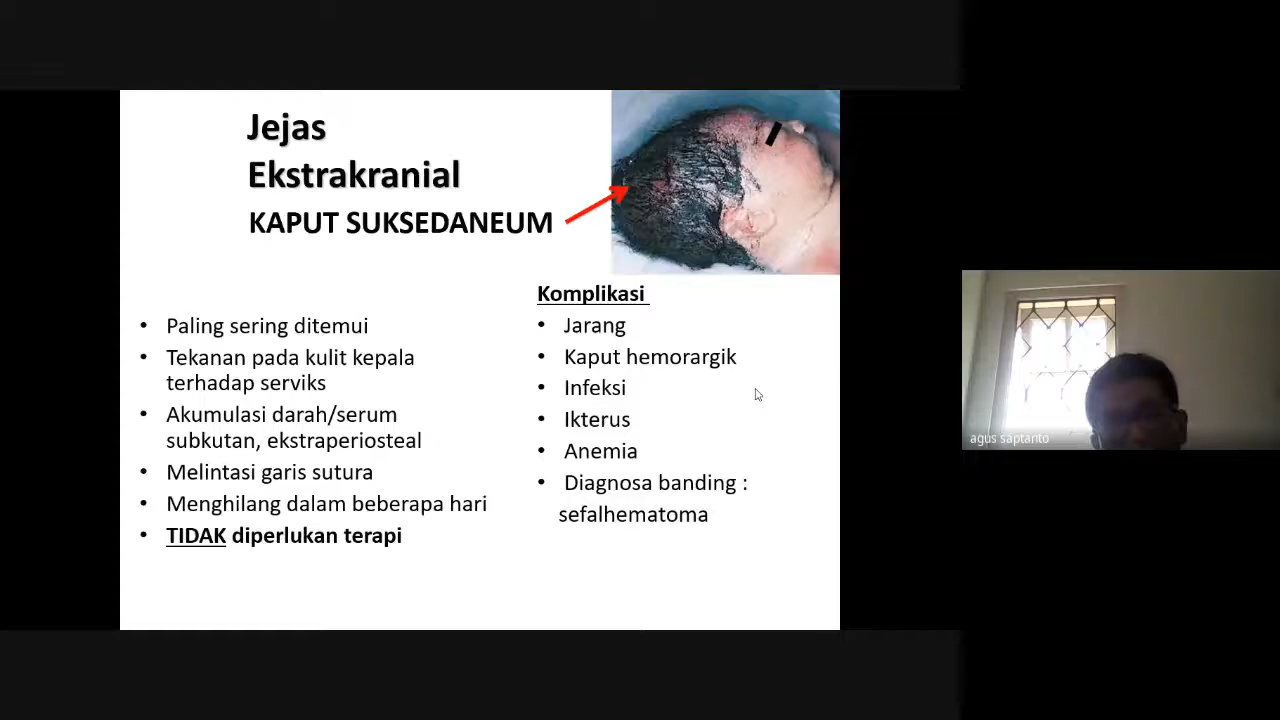 Jejas
Ekstrakranial
KAPUT SUKSEDANEUM
• Paling sering ditemui
• Tekanan pada kulit kepala
terhadap serviks
• Akumulasi darah/serum
subkutan, ekstraperiosteal
• Melintasi garis sutura
• Menghilang dalam beberapa hari
• TIDAK diperlukan terapi
Komplikasi
• Jarang
• Kaput hemorargik
• Infeksi
• Ikterus
• Anemia
• Diagnosa banding :
sefalhematoma
agus saptanto